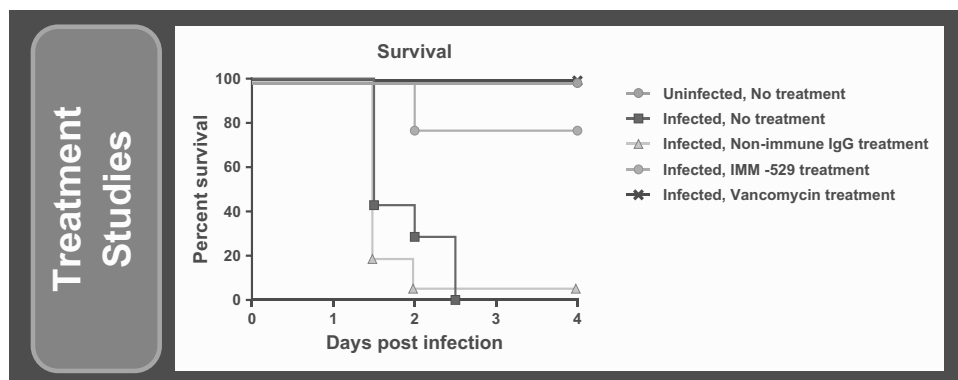 Treatment
Studies
Survival
Percent survival
100
80
60
40
20
0
0 1 2 3 4
Days post infection
Uninfected, No treatment
Infected, No treatment
Infected, Non-immune IgG treatment
Infected, IMM -529 treatment
Infected, Vancomycin treatment